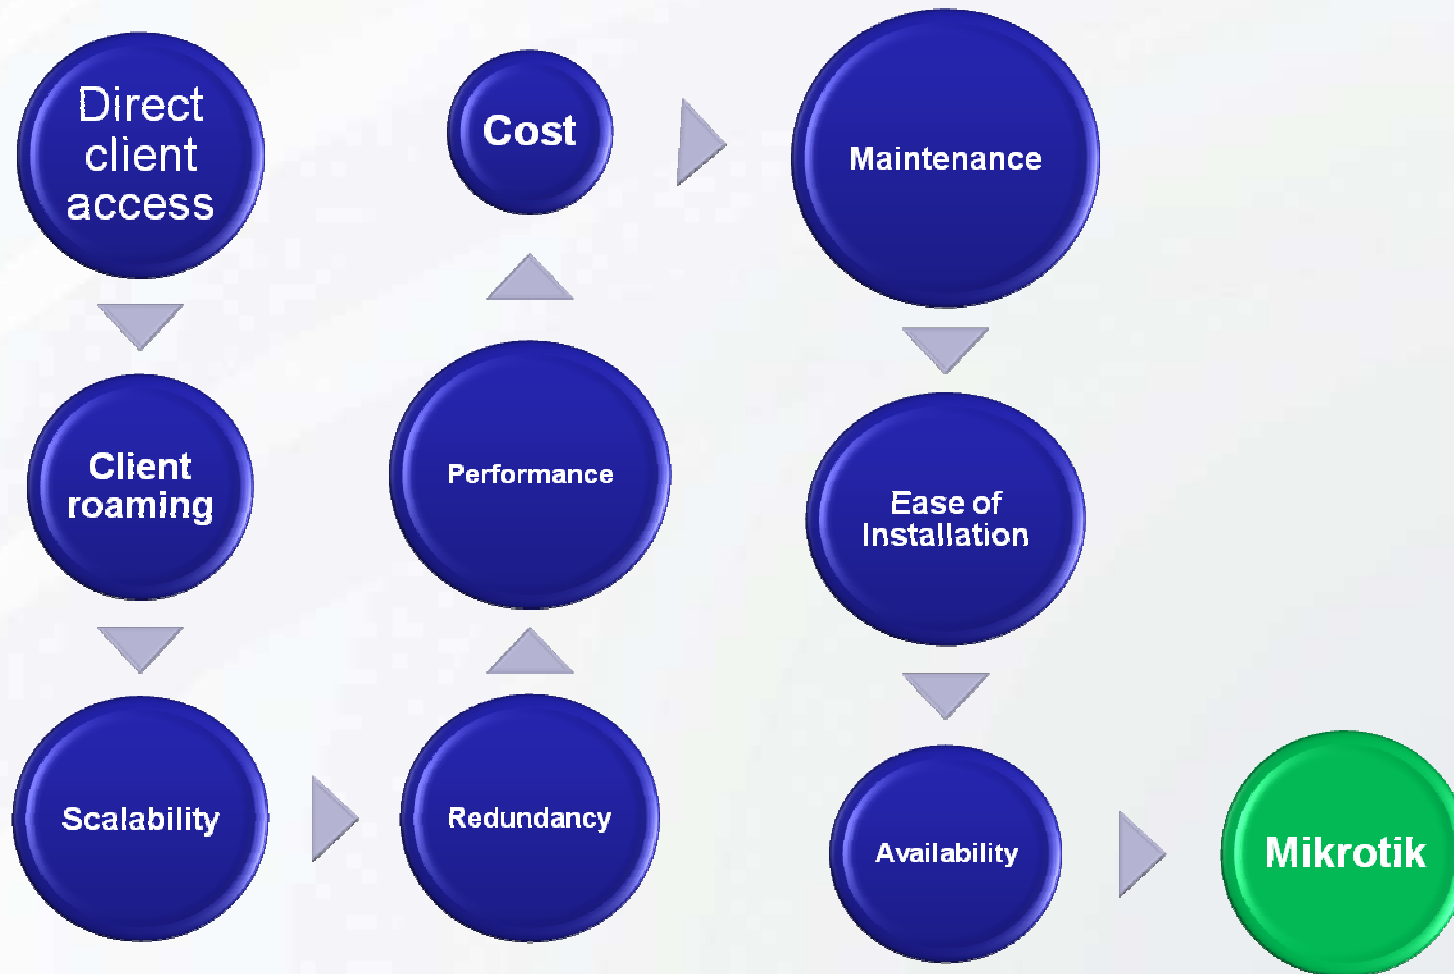 Direct
client
access
Client
roaming
Scalability
Redundancy
Performance
Cost
Maintenance
Ease of
Installation
Availability
Mikrotik